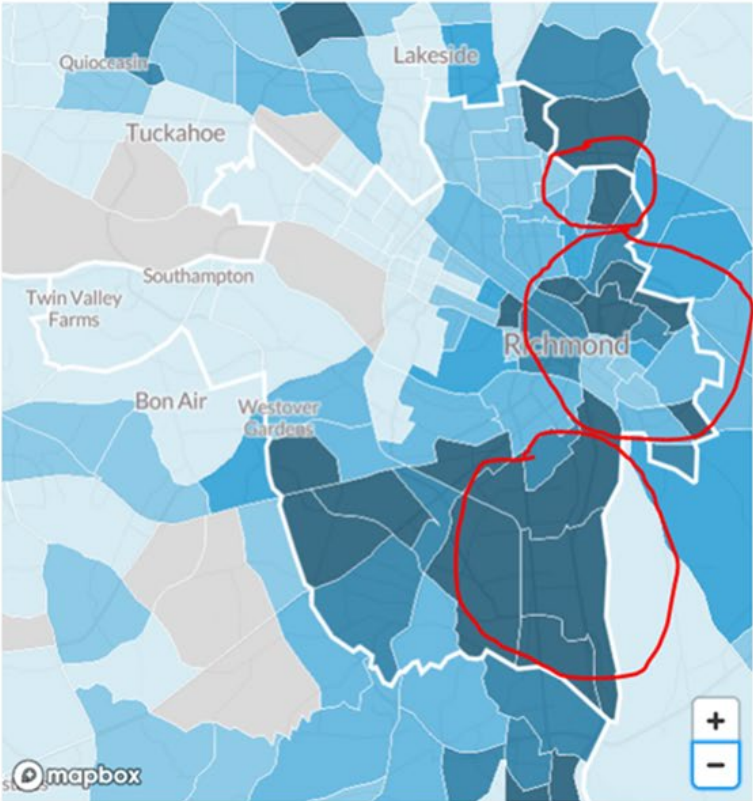 Lakeside
Quioccasin
Tuckahoe
Southampton
Twin Valley
Farms
Richmond
Bon Air
Westover
Gardens
+
−
mapbox